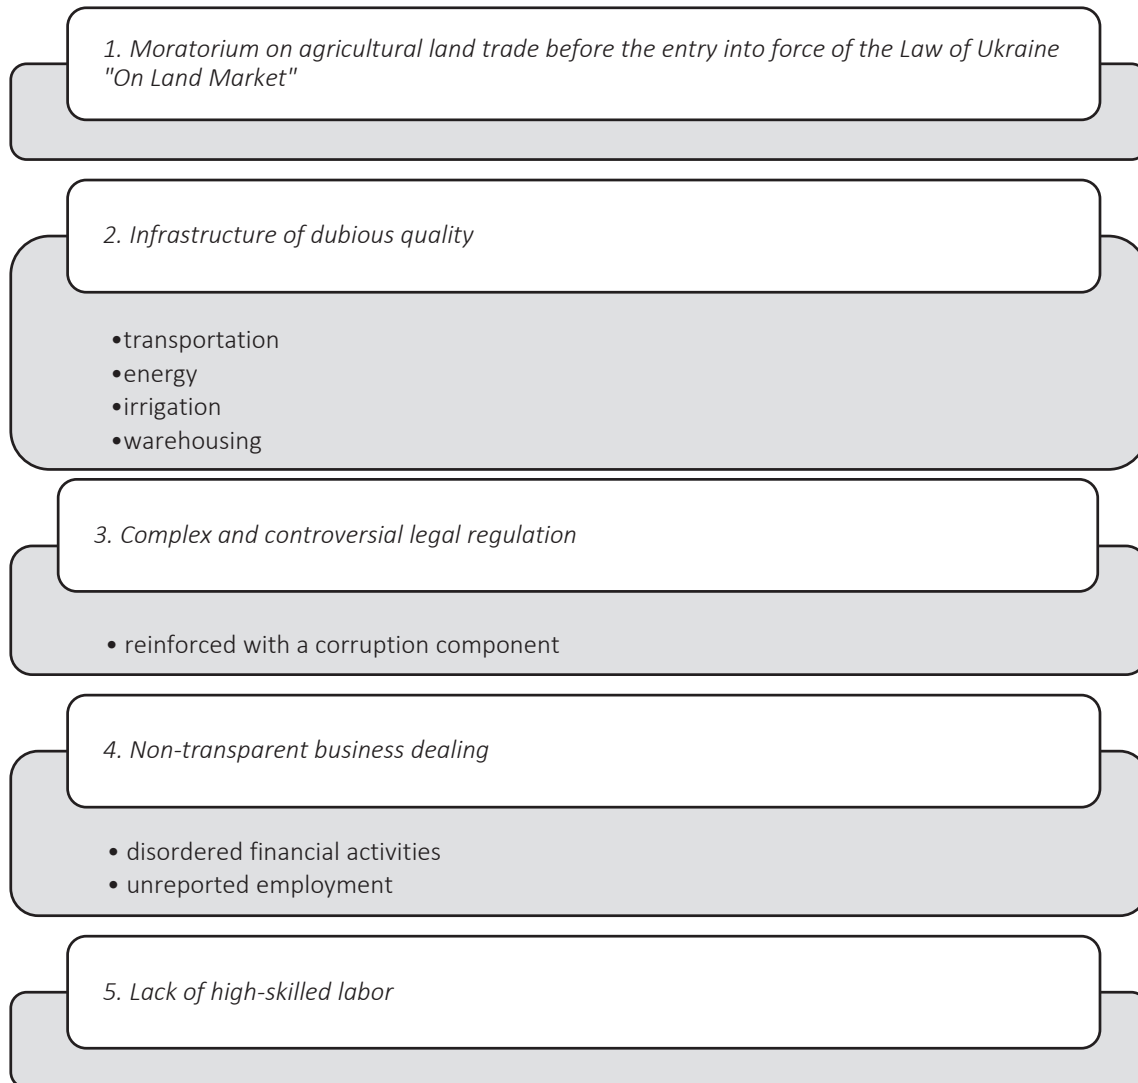 1. Moratorium on agricultural land trade before the entry into force of the Law of Ukraine
"On Land Market"
2. Infrastructure of dubious quality
•transportation
•energy
•irrigation
•warehousing
3. Complex and controversial legal regulation
• reinforced with a corruption component
4. Non-transparent business dealing
• disordered financial activities
• unreported employment
5. Lack of high-skilled labor